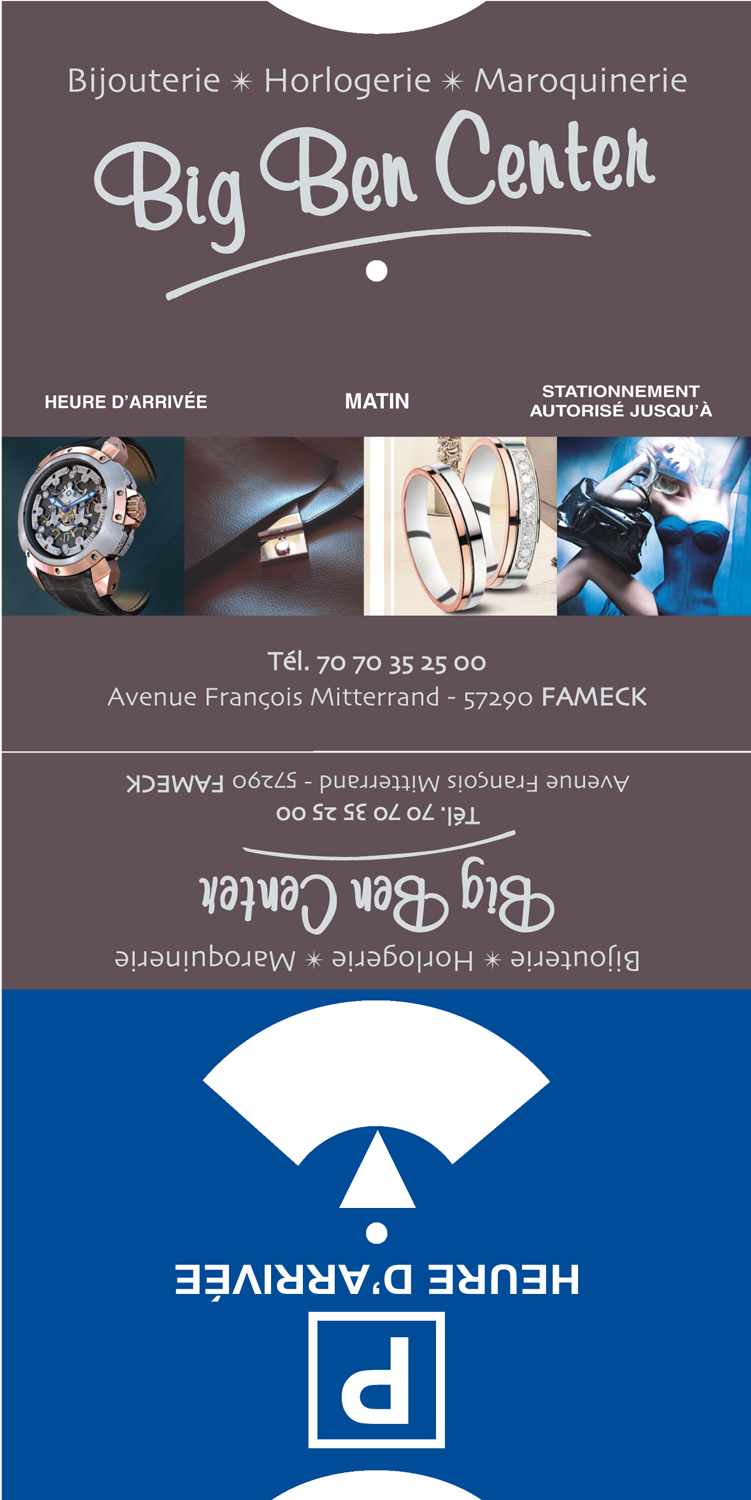 Bijouterie ✴ Horlogerie ✴ Maroquinerie
Big Ben Center
HEURE D'ARRIVÉE
MATIN
STATIONNEMENT
AUTORISÉ JUSQU'À
Tél. 70 70 35 25 00
Avenue François Mitterrand - 57290 FAMECK
Avenue François Mitterrand - 57290 FAMECK
Tél. 70 70 35 25 00
Big Ben Center
Bijouterie ✴ Horlogerie ✴ Maroquinerie
HEURE D'ARRIVÉE
P